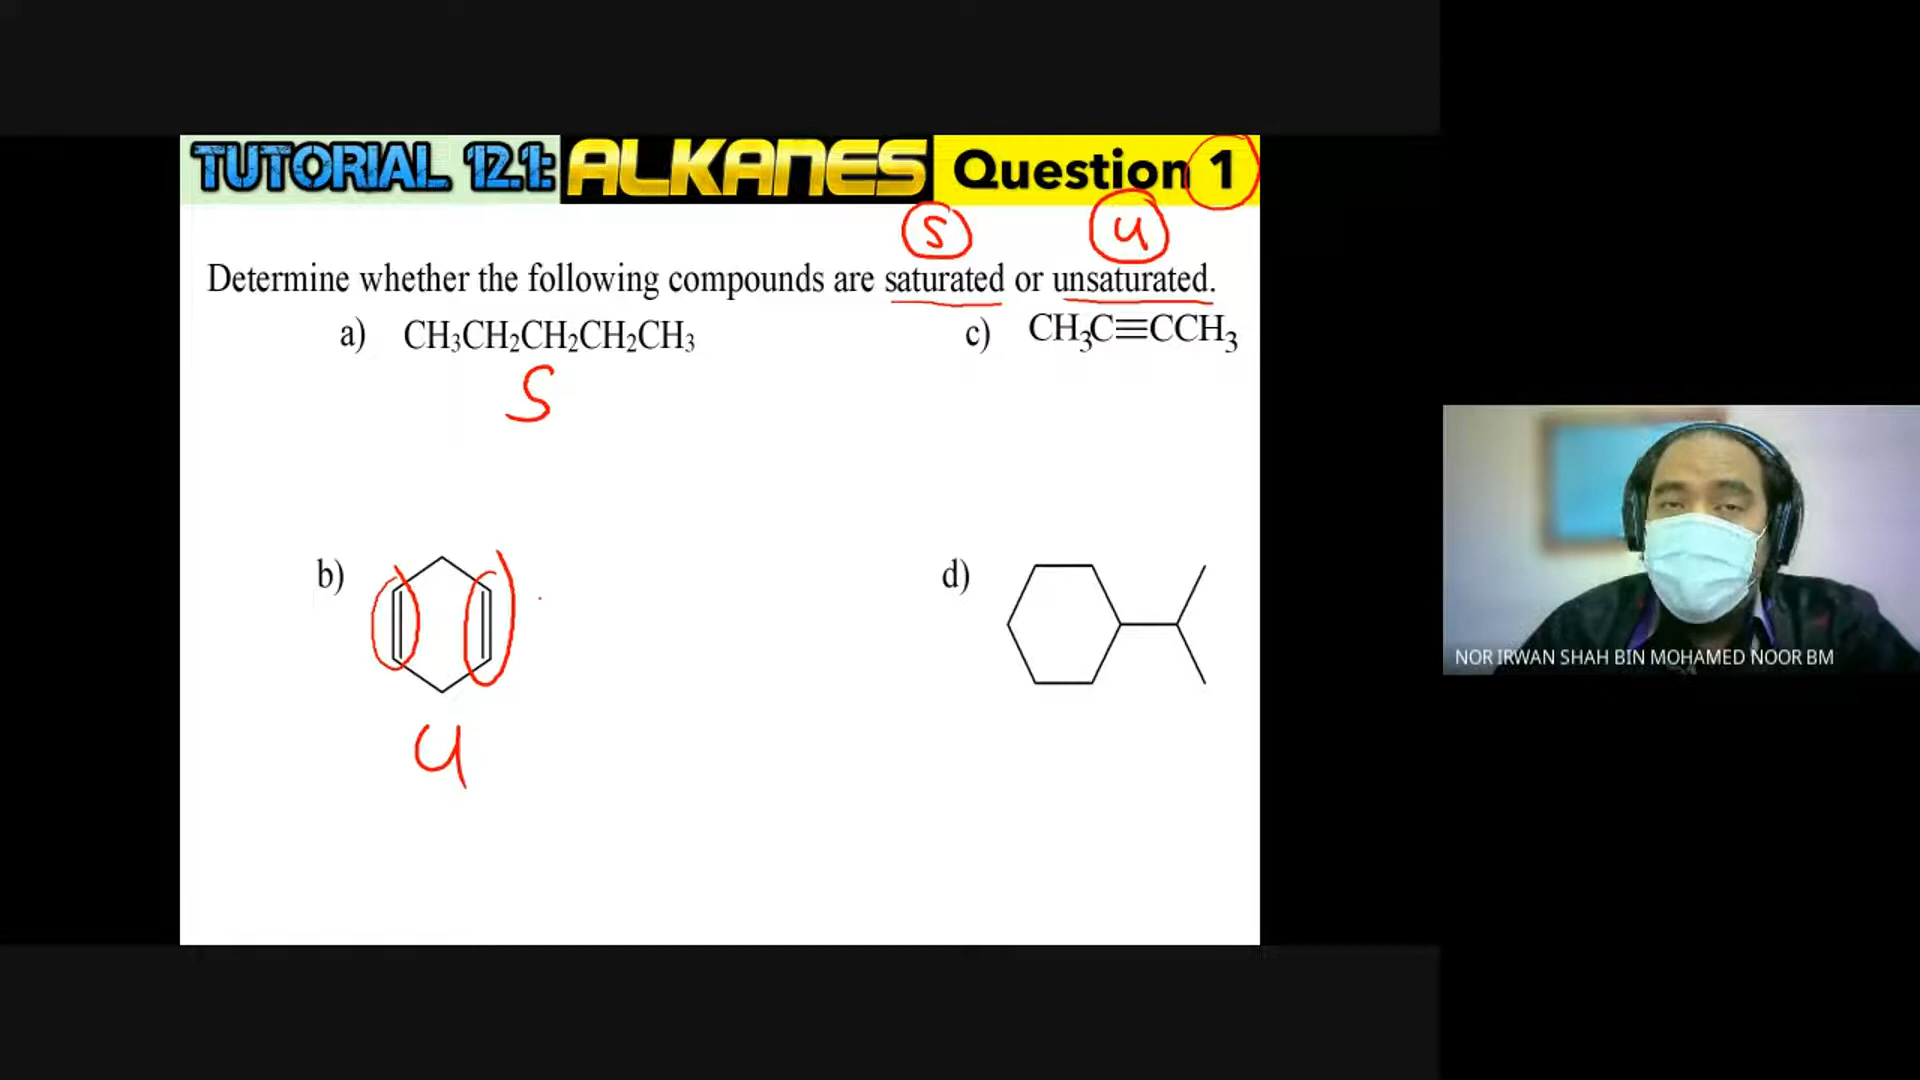 TUTORIAL 12.1: ALKANES Question 1
S U
Determine whether the following compounds are saturated or unsaturated.
a) CH₃CH₂CH₂CH₂CH₃
S
c) CH₃C≡CCH₃
b)
U
d)
NOR IRWAN SHAH BIN MOHAMED NOOR BM